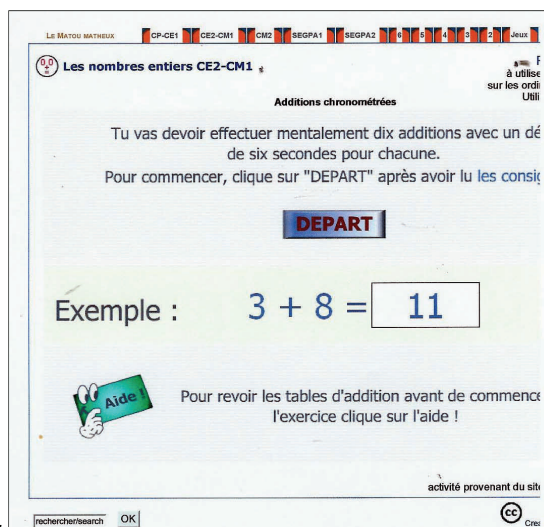 LE MATOU MATHEUX CP-CE1 CE2-CM1 CM2 SEGPA1 SEGPA2 6 5 4 3 2 Jeux
Les nombres entiers CE2-CM1
à utilise
sur les ordi
Utili
Additions chronométrées
Tu vas devoir effectuer mentalement dix additions avec un dé
de six secondes pour chacune.
Pour commencer, clique sur "DEPART" après avoir lu les consig
DEPART
Exemple : 3 + 8 = 11
Aide !
Pour revoir les tables d'addition avant de commence
l'exercice clique sur l'aide !
activité provenant du site
rechercher/search OK
cc
Crea